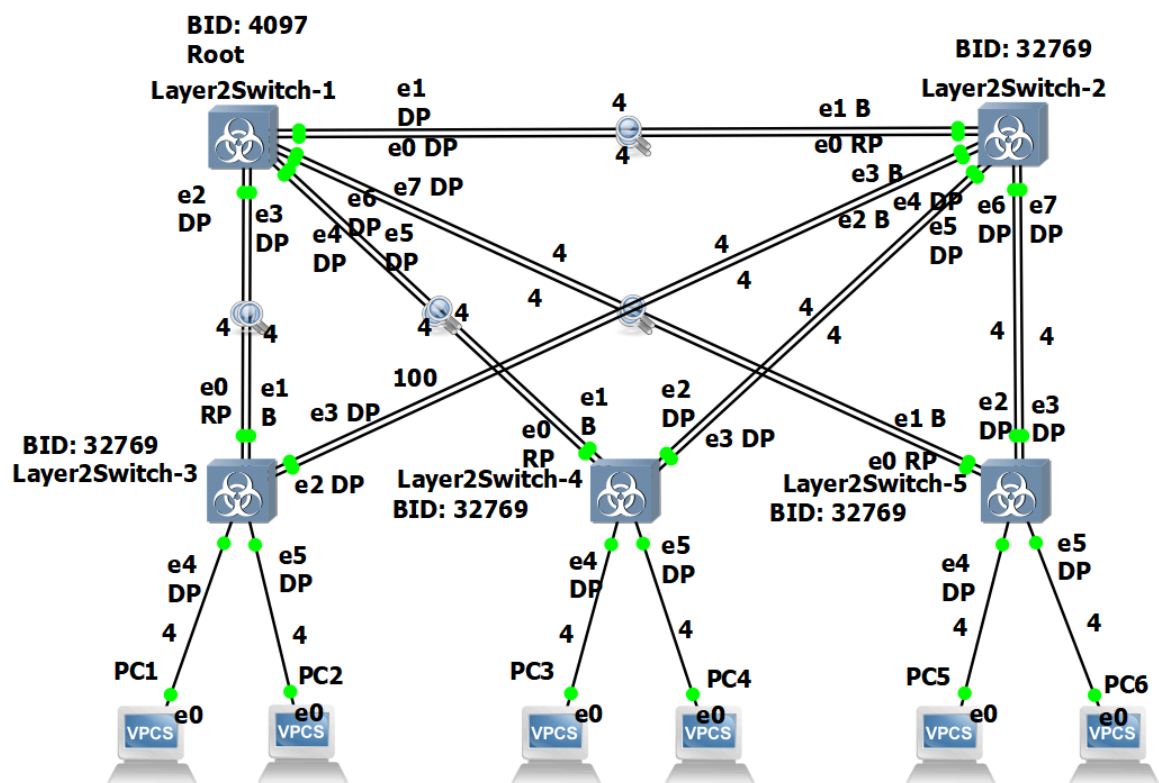 BID: 4097
Root
Layer2Switch-1
BID: 32769
Layer2Switch-2
e1
DP
4
e1 B
e0 DP
4
e0 RP
e7 DP
e3 B
e2
DP
e3
DP
e6
DP
e4
DP
e5
DP
e4 DP
e2 B
e5
DP
e6
DP
e7
DP
4
4
4
4
4
4
4
4
4
4
4
4
100
e0
RP
e1
B
e3 DP
e2 DP
e1
B
e0
RP
e2
DP
e3 DP
e1 B
e0 RP
e2
DP
e3
DP
BID: 32769
Layer2Switch-3
Layer2Switch-4
BID: 32769
Layer2Switch-5
BID: 32769
e4
DP
e5
DP
e4
DP
e5
DP
e4
DP
e5
DP
4
4
4
4
4
4
PC1
PC2
PC3
PC4
PC5
PC6
e0
e0
e0
e0
e0
e0
VPCS
VPCS
VPCS
VPCS
VPCS
VPCS